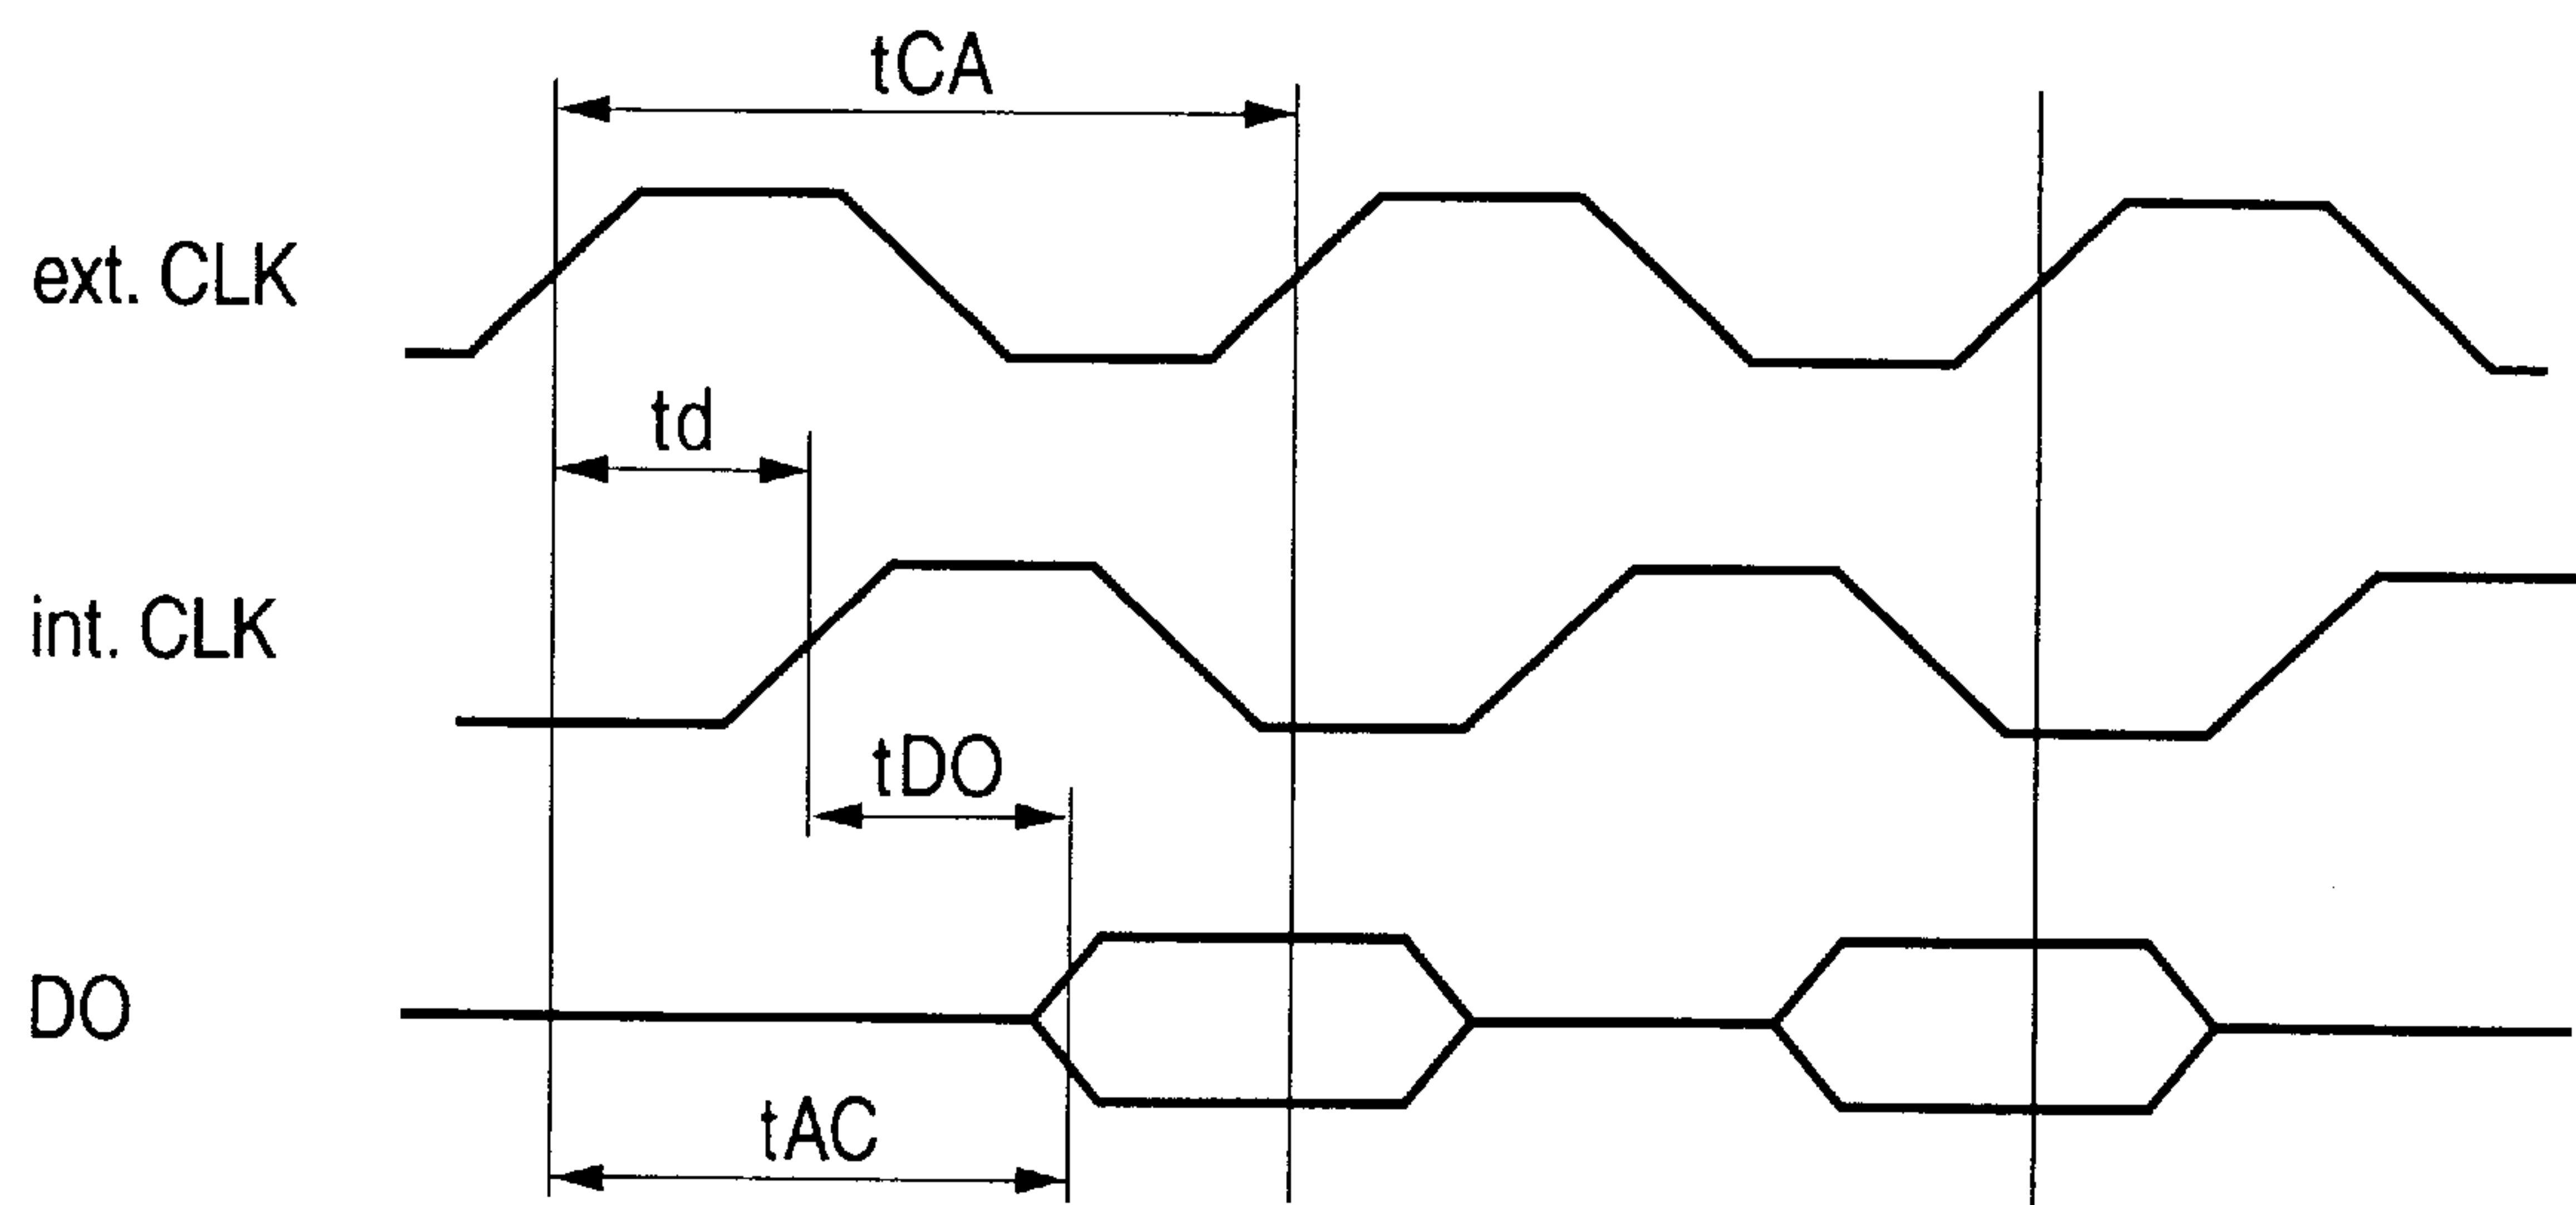 tCA
ext. CLK
td
int. CLK
tDO
DO
tAC